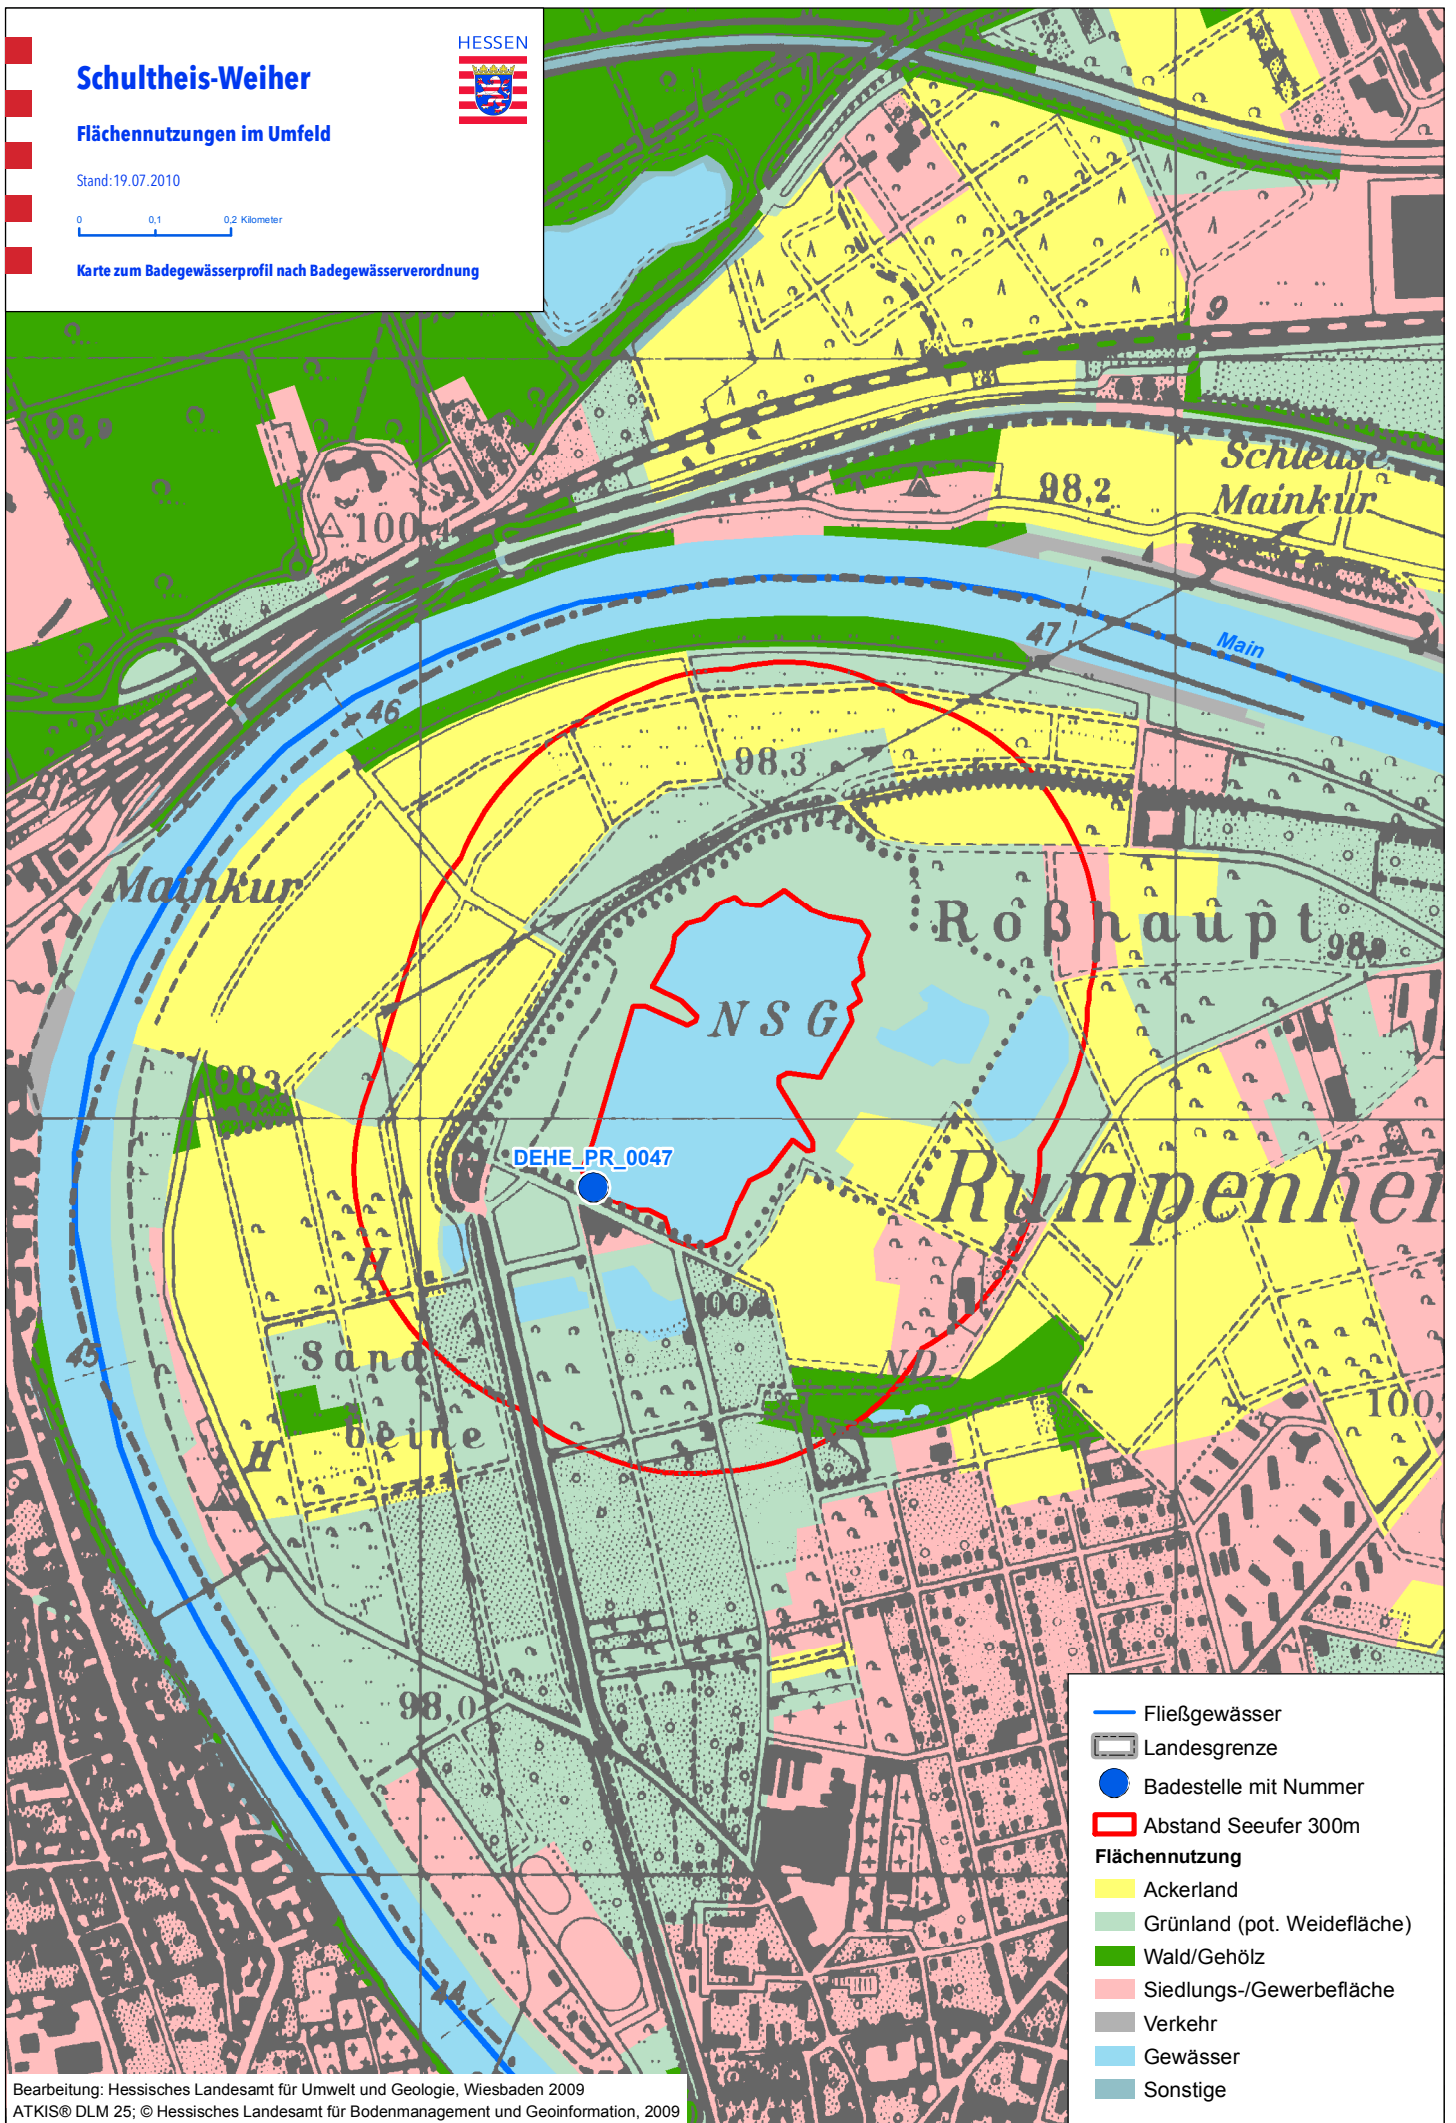 Schultheis-Weiher
HESSEN
Flächennutzungen im Umfeld
Stand:19.07.2010
0 0,1 0,2 Kilometer
Karte zum Badegewässerprofil nach Badegewässerverordnung
9
98,9
98,2
Schleuse
Mainkur
100,4
47
Main
46
98,3
Mainkur
Roßhaupt
98,9
NSG
98,3
DEHE_PR_0047
Rumpenhei
H
45
Sand-
ND
beine
100,
H
98,0
44
Fließgewässer
Landesgrenze
Badestelle mit Nummer
Abstand Seeufer 300m
Flächennutzung
Ackerland
Grünland (pot. Weidefläche)
Wald/Gehölz
Siedlungs-/Gewerbefläche
Verkehr
Gewässer
Sonstige
Bearbeitung: Hessisches Landesamt für Umwelt und Geologie, Wiesbaden 2009
ATKIS® DLM 25; © Hessisches Landesamt für Bodenmanagement und Geoinformation, 2009